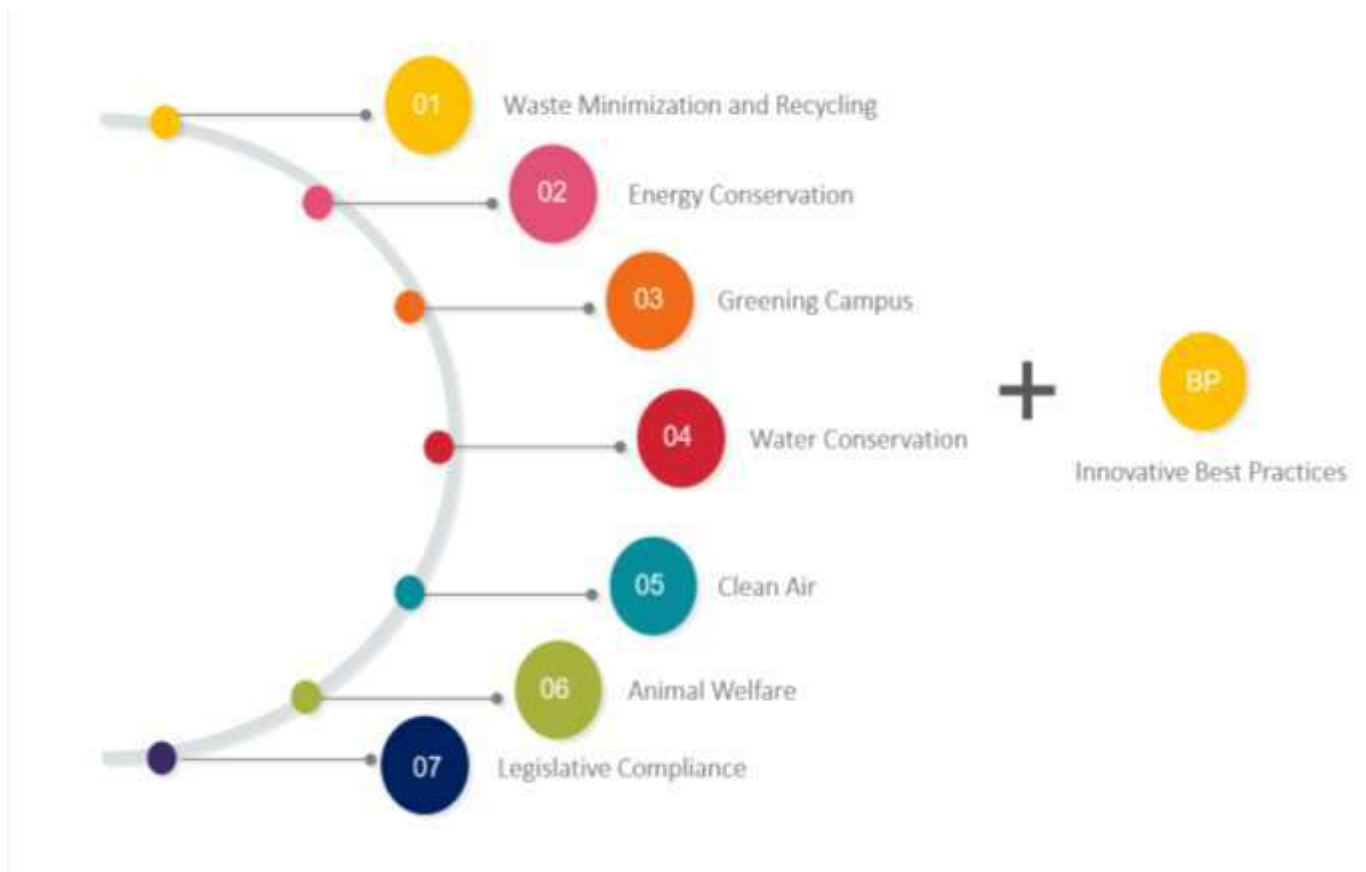 01 Waste Minimization and Recycling
02 Energy Conservation
03 Greening Campus
04 Water Conservation
05 Clean Air
06 Animal Welfare
07 Legislative Compliance
+
BP
Innovative Best Practices